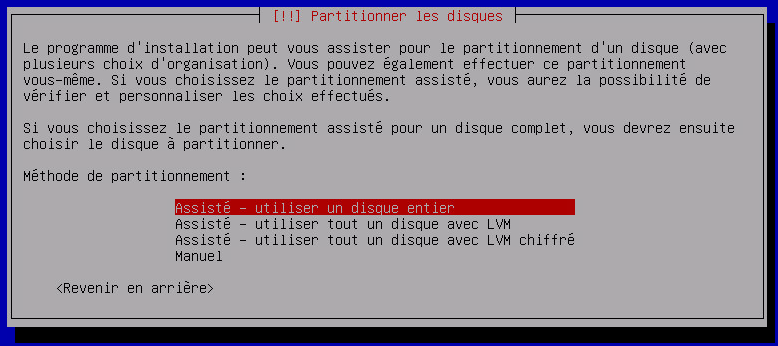 [!!] Partitionner les disques
Le programme d'installation peut vous assister pour le partitionnement d'un disque (avec
plusieurs choix d'organisation). Vous pouvez également effectuer ce partitionnement
vous-même. Si vous choisissez le partitionnement assisté, vous aurez la possibilité de
vérifier et personnaliser les choix effectués.
Si vous choisissez le partitionnement assisté pour un disque complet, vous devrez ensuite
choisir le disque à partitionner.
Méthode de partitionnement :
Assisté - utiliser un disque entier
Assisté - utiliser tout un disque avec LVM
Assisté - utiliser tout un disque avec LVM chiffré
Manuel
<Revenir en arrière>